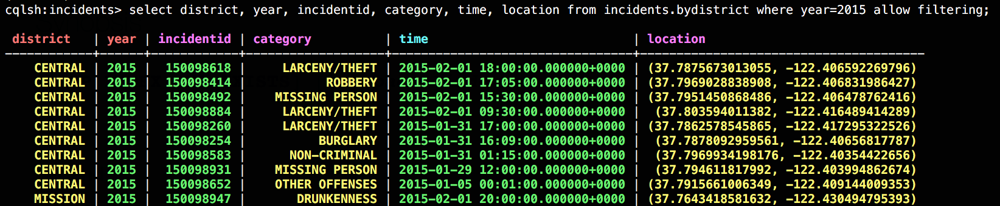 cqlsh:incidents> select district, year, incidentid, category, time, location from incidents.bydistrict where year=2015 allow filtering;
district | year | incidentid | category | time | location
CENTRAL | 2015 | 150098618 | LARCENY/THEFT | 2015-02-01 18:00:00.000000+0000 | (37.7875673013055, -122.406592269796)
CENTRAL | 2015 | 150098414 | ROBBERY | 2015-02-01 17:05:00.000000+0000 | (37.7969028838908, -122.406831986427)
CENTRAL | 2015 | 150098492 | MISSING PERSON | 2015-02-01 15:30:00.000000+0000 | (37.7951450868486, -122.406478762416)
CENTRAL | 2015 | 150098884 | LARCENY/THEFT | 2015-02-01 09:30:00.000000+0000 | (37.803594011382, -122.416489414289)
CENTRAL | 2015 | 150098260 | LARCENY/THEFT | 2015-01-31 17:00:00.000000+0000 | (37.7862578545865, -122.417295322526)
CENTRAL | 2015 | 150098254 | BURGLARY | 2015-01-31 16:09:00.000000+0000 | (37.7878092959561, -122.40656817787)
CENTRAL | 2015 | 150098583 | NON-CRIMINAL | 2015-01-31 01:15:00.000000+0000 | (37.7969934198176, -122.40354422656)
CENTRAL | 2015 | 150098931 | MISSING PERSON | 2015-01-29 12:00:00.000000+0000 | (37.794611817992, -122.403994862674)
CENTRAL | 2015 | 150098652 | OTHER OFFENSES | 2015-01-05 00:01:00.000000+0000 | (37.7915661006349, -122.409144009353)
MISSION | 2015 | 150098947 | DRUNKENNESS | 2015-02-01 20:00:00.000000+0000 | (37.7643418581632, -122.430494795393)